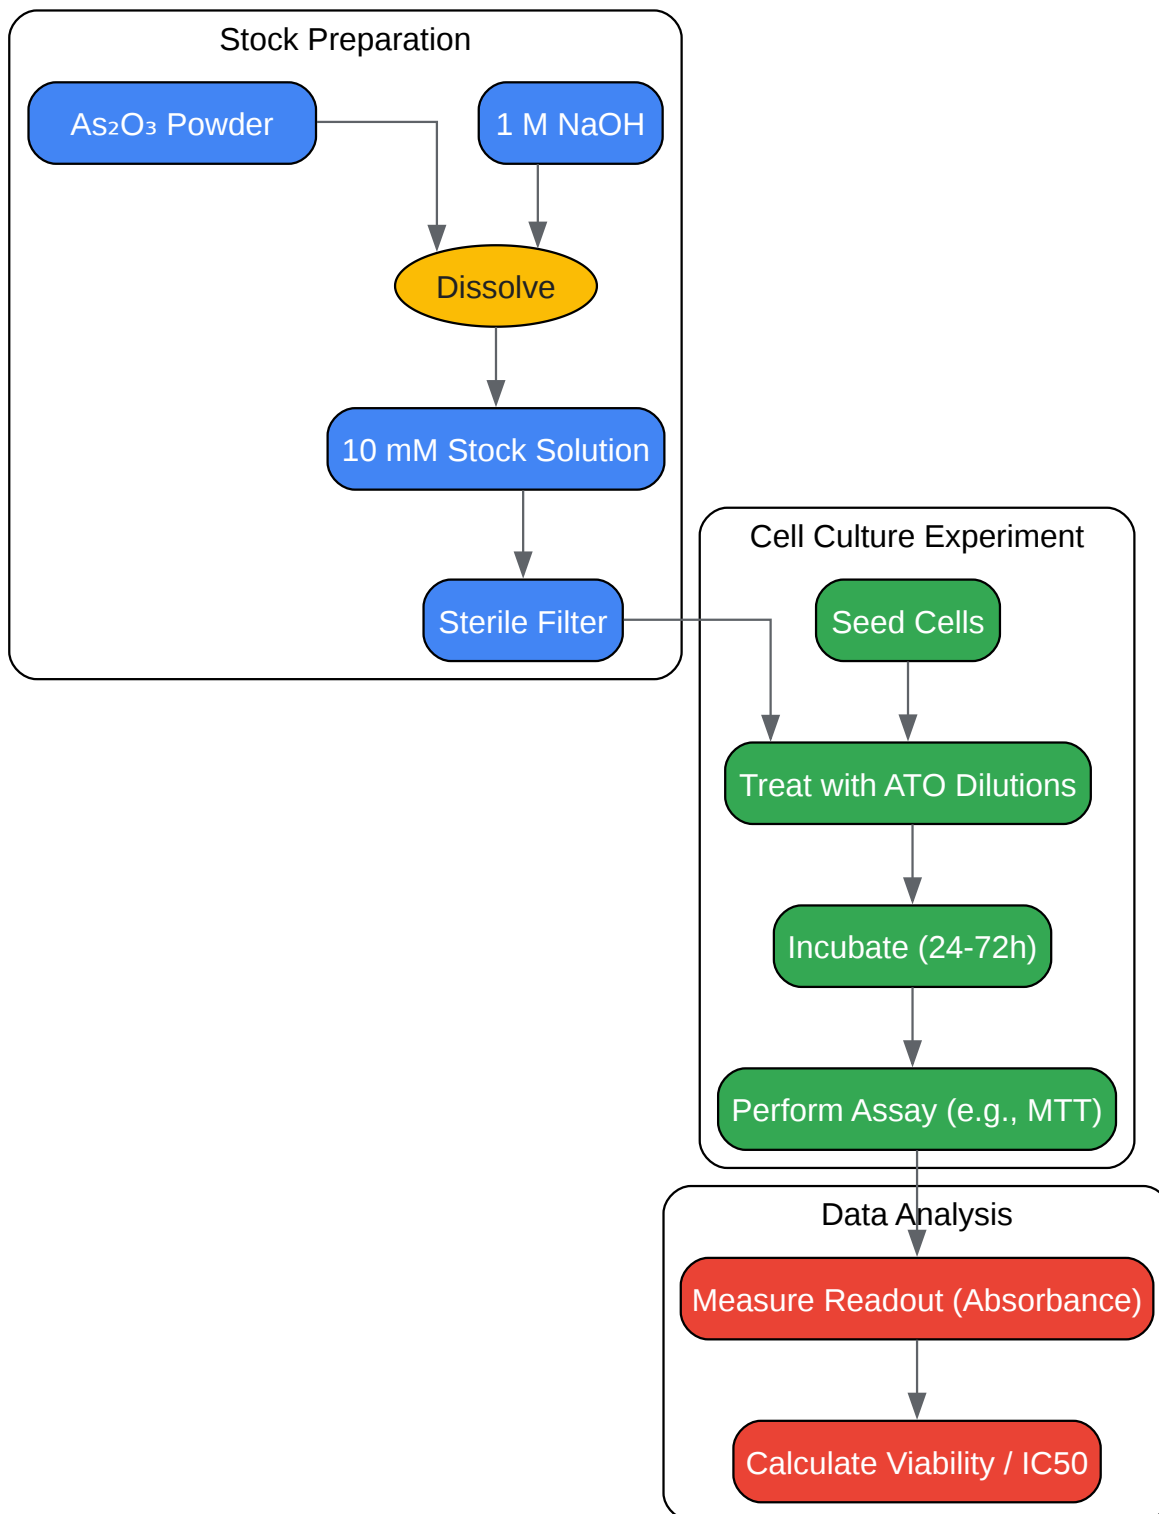 Stock Preparation
As₂O₃ Powder
1 M NaOH
Dissolve
10 mM Stock Solution
Sterile Filter
Cell Culture Experiment
Seed Cells
Treat with ATO Dilutions
Incubate (24-72h)
Perform Assay (e.g., MTT)
Data Analysis
Measure Readout (Absorbance)
Calculate Viability / IC50